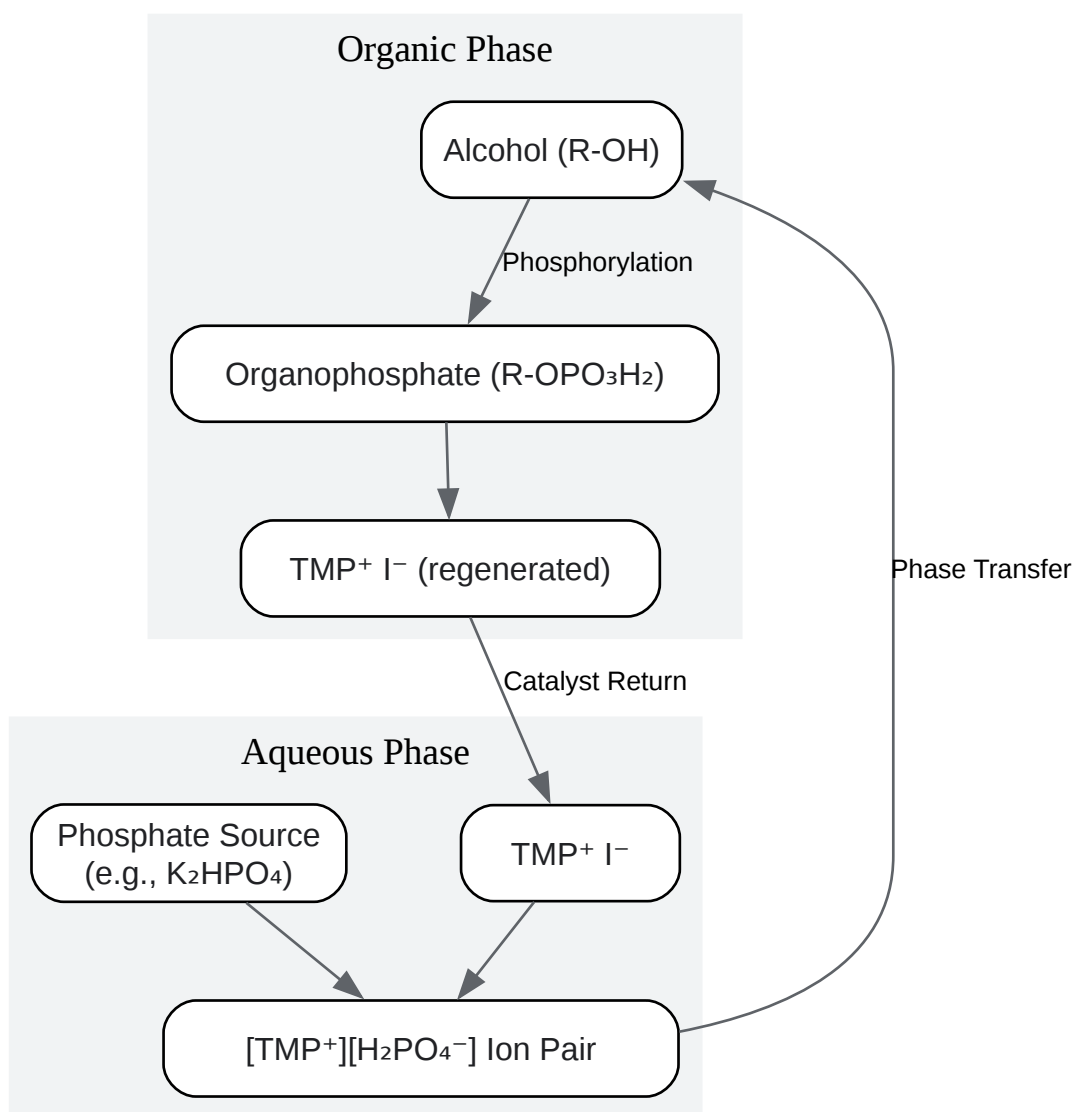 Organic Phase
Alcohol (R-OH)
Phosphorylation
Organophosphate (R-OPO₃H₂)
TMP⁺ I⁻ (regenerated)
Phase Transfer
Catalyst Return
Aqueous Phase
Phosphate Source
(e.g., K₂HPO₄)
TMP⁺ I⁻
[TMP⁺][H₂PO₄⁻] Ion Pair